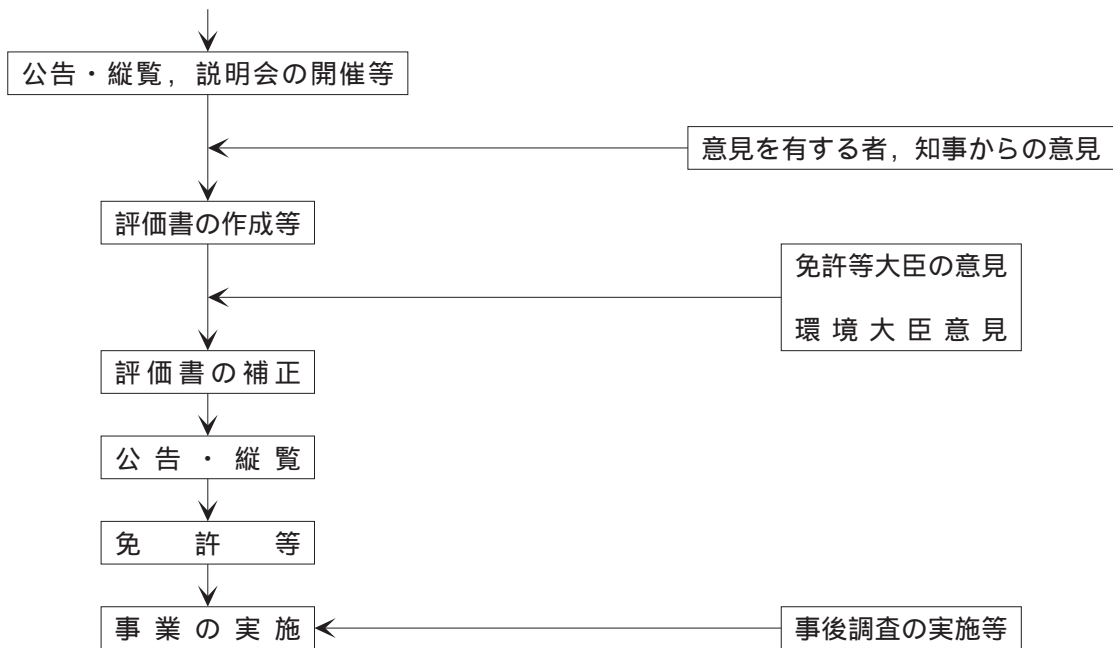 公告・縦覧，説明会の開催等
意見を有する者，知事からの意見
評価書の作成等
免許等大臣の意見
環境大臣意見
評価書の補正
公告・縦覧
免許等
事業の実施
事後調査の実施等